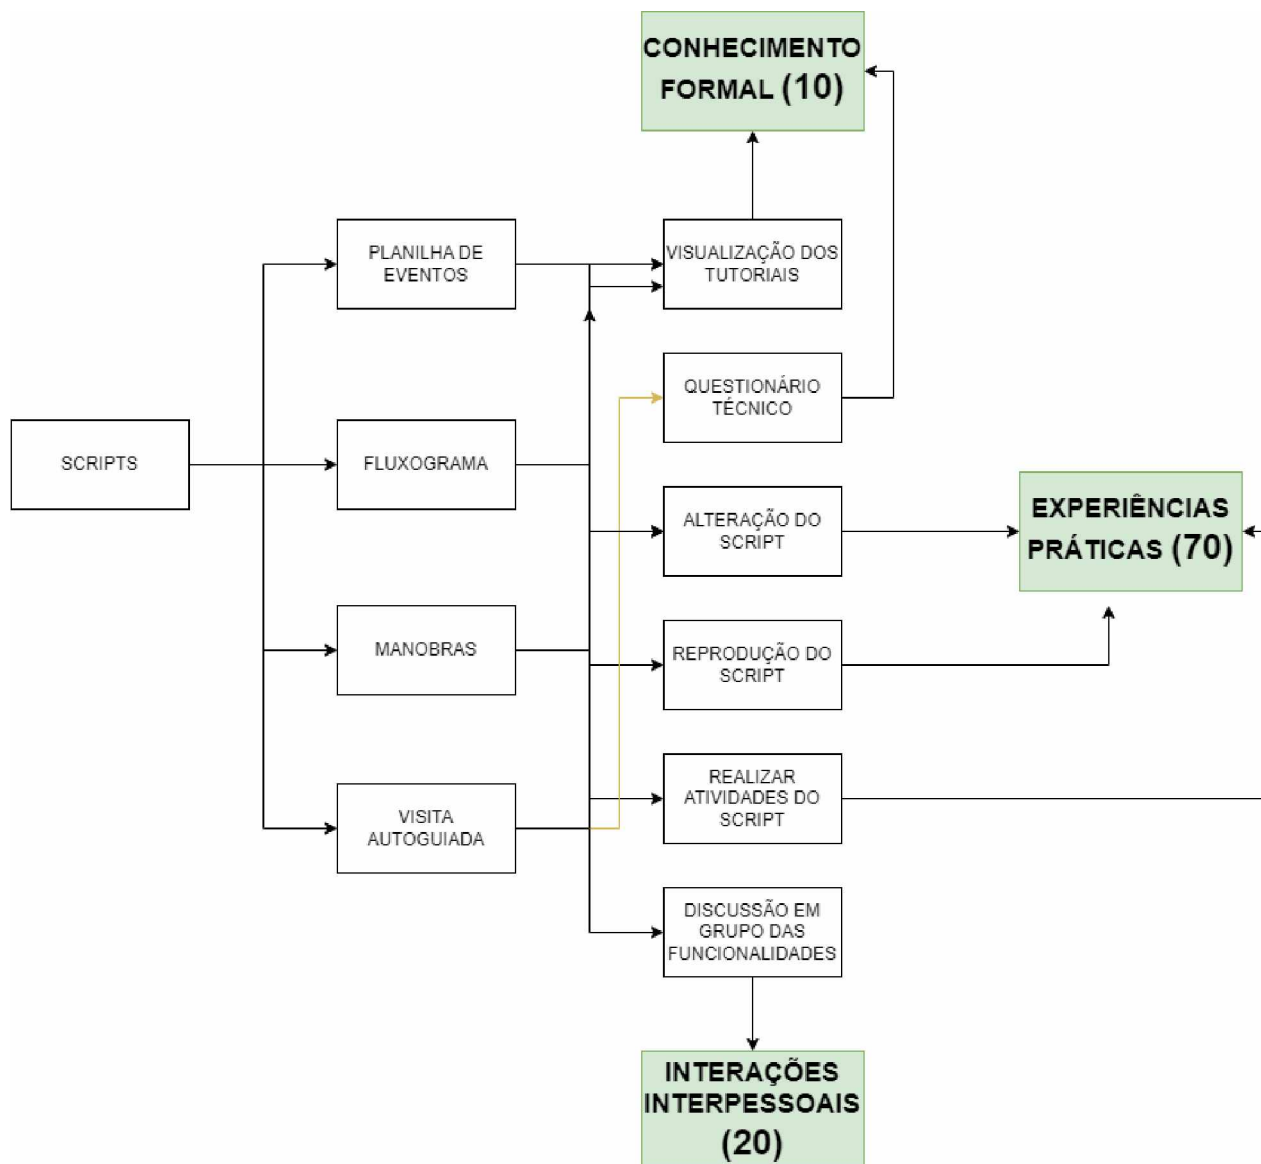 CONHECIMENTO
FORMAL (10)
PLANILHA DE
EVENTOS
VISUALIZAÇÃO DOS
TUTORIAIS
QUESTIONÁRIO
TÉCNICO
SCRIPTS
FLUXOGRAMA
ALTERAÇÃO DO
SCRIPT
EXPERIÊNCIAS
PRÁTICAS (70)
MANOBRAS
REPRODUÇÃO DO
SCRIPT
VISITA
AUTOGUIADA
REALIZAR
ATIVIDADES DO
SCRIPT
DISCUSSÃO EM
GRUPO DAS
FUNCIONALIDADES
INTERAÇÕES
INTERPESSOAIS
(20)